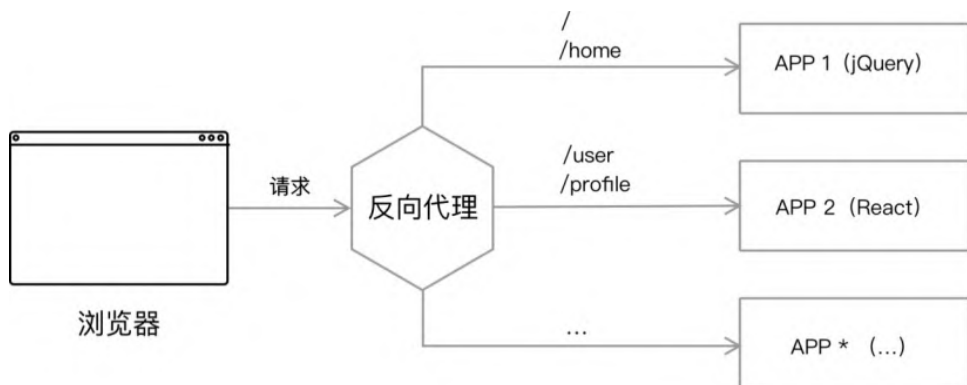 /
/home
APP 1（jQuery）
请求
反向代理
/user
/profile
APP 2（React）
浏览器
...
APP *（...）